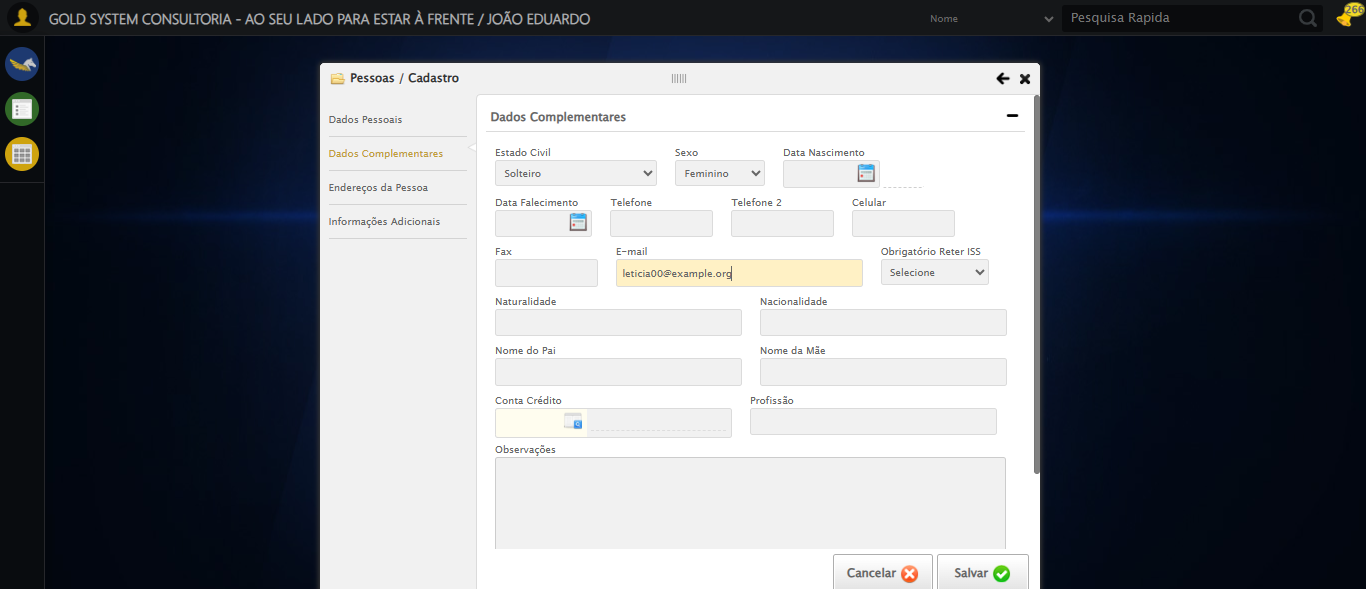 GOLD SYSTEM CONSULTORIA - AO SEU LADO PARA ESTAR À FRENTE / JOÃO EDUARDO
Nome
Pesquisa Rapida
266
Pessoas / Cadastro
Dados Pessoais
Dados Complementares
Endereços da Pessoa
Informações Adicionais
Dados Complementares
Estado Civil Sexo Data Nascimento
Solteiro Feminino
Data Falecimento Telefone Telefone 2 Celular
Fax E-mail Obrigatório Reter ISS
leticia00@example.org Selecione
Naturalidade Nacionalidade
Nome do Pai Nome da Mãe
Conta Crédito Profissão
Observações
Cancelar Salvar